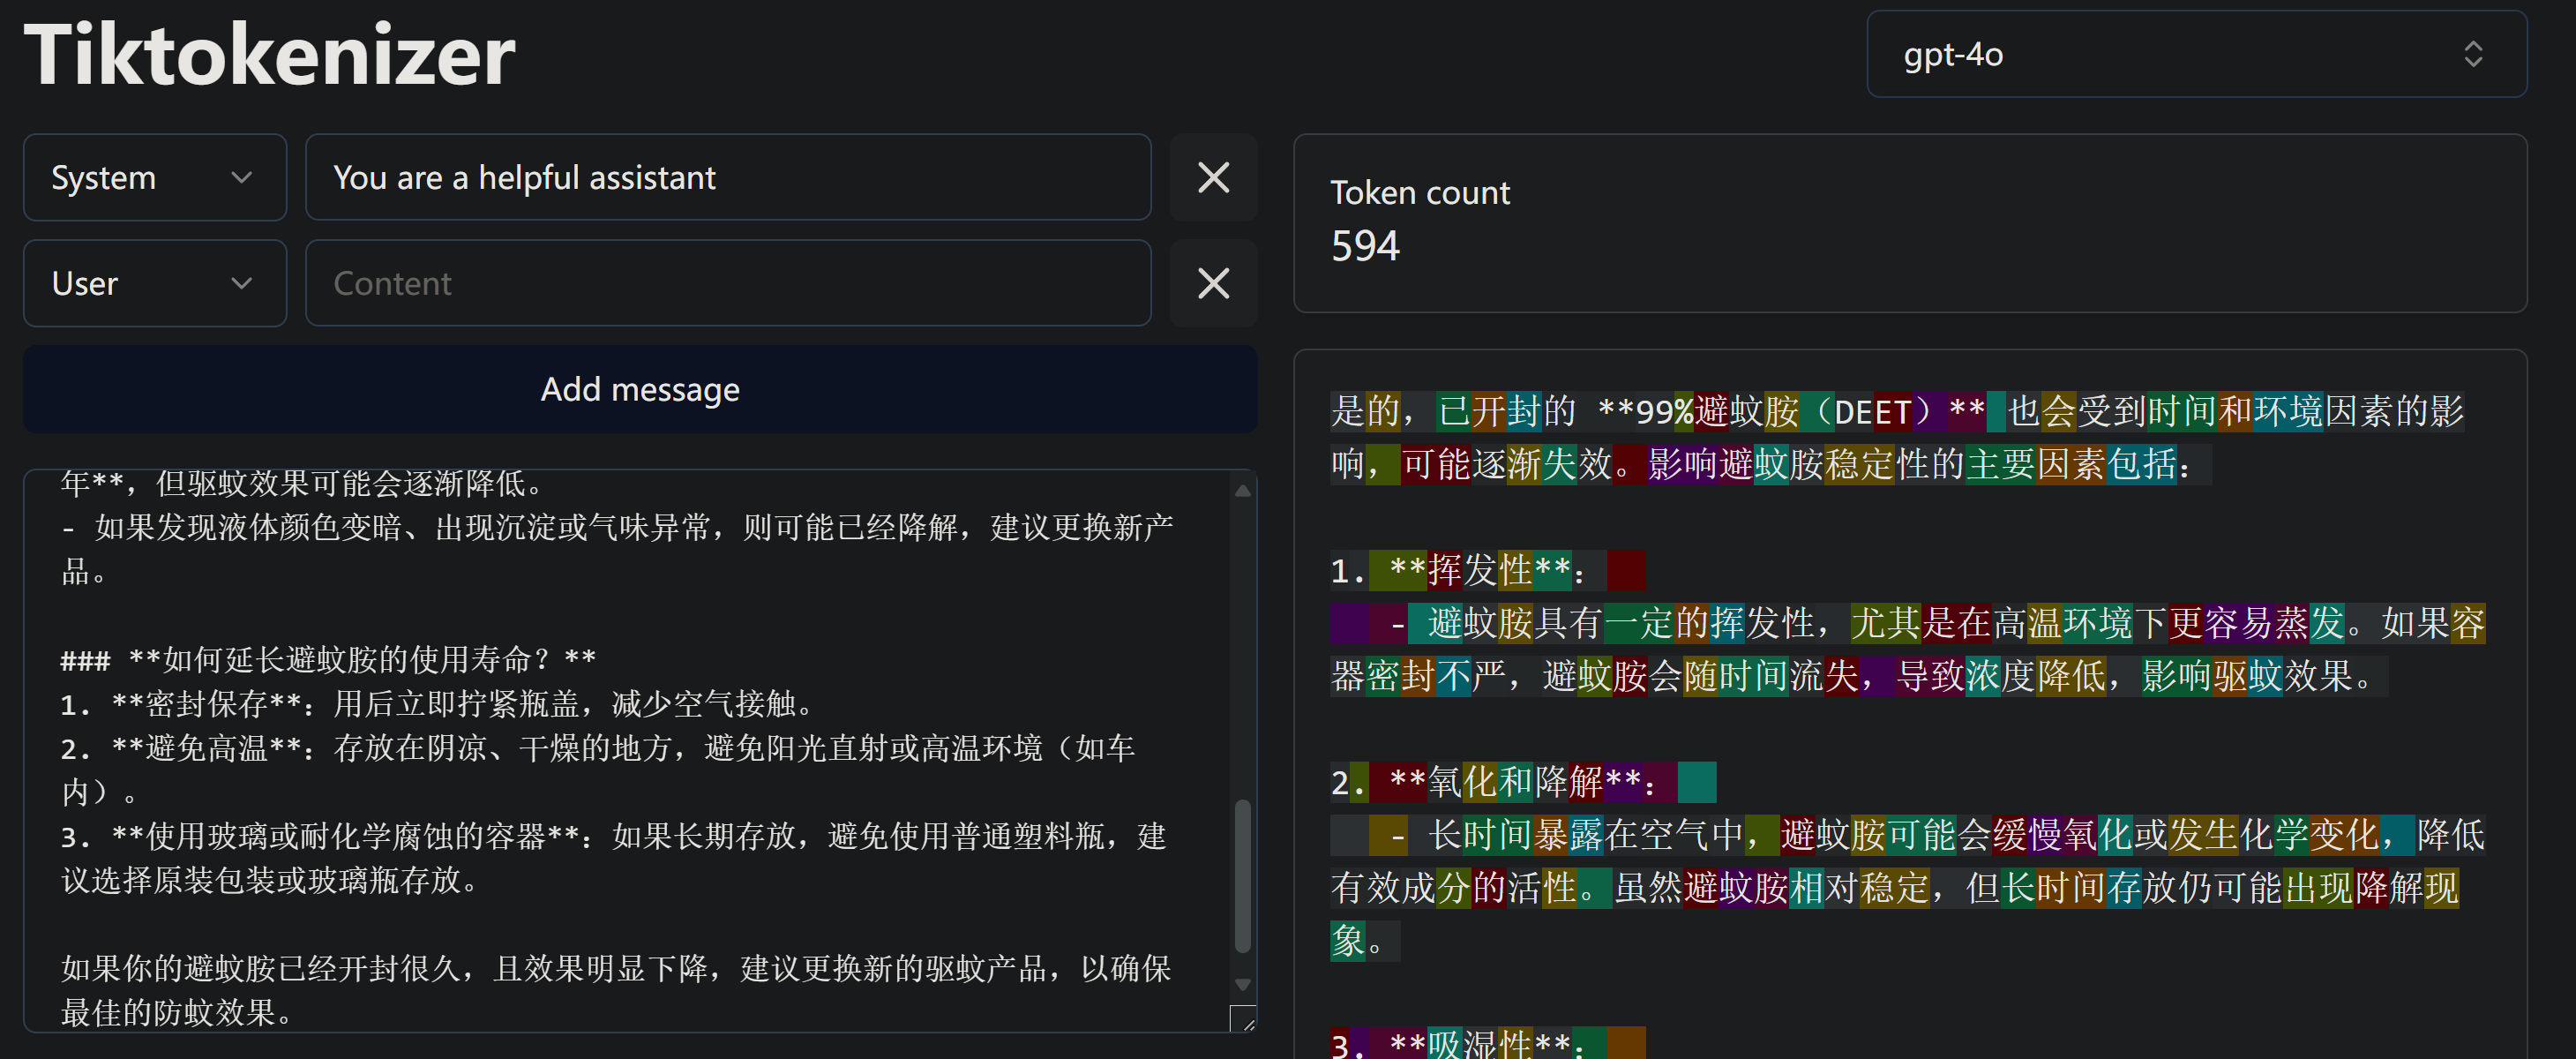 Tiktokenizer
gpt-4o
System
You are a helpful assistant
User
Content
Add message
年**，但驱蚊效果可能会逐渐降低。
- 如果发现液体颜色变暗、出现沉淀或气味异常，则可能已经降解，建议更换新产
品。
### **如何延长避蚊胺的使用寿命？**
1. **密封保存**：用后立即拧紧瓶盖，减少空气接触。
2. **避免高温**：存放在阴凉、干燥的地方，避免阳光直射或高温环境（如车
内）。
3. **使用玻璃或耐化学腐蚀的容器**：如果长期存放，避免使用普通塑料瓶，建
议选择原装包装或玻璃瓶存放。
如果你的避蚊胺已经开封很久，且效果明显下降，建议更换新的驱蚊产品，以确保
最佳的防蚊效果。
Token count
594
是的，已开封的 **99%避蚊胺（DEET）** 也会受到时间和环境因素的影
响，可能逐渐失效。影响避蚊胺稳定性的主要因素包括：
1. **挥发性**：
- 避蚊胺具有一定的挥发性，尤其是在高温环境下更容易蒸发。如果容
器密封不严，避蚊胺会随时间流失，导致浓度降低，影响驱蚊效果。
2. **氧化和降解**：
- 长时间暴露在空气中，避蚊胺可能会缓慢氧化或发生化学变化，降低
有效成分的活性。虽然避蚊胺相对稳定，但长时间存放仍可能出现降解现
象。
3. **吸湿性**：